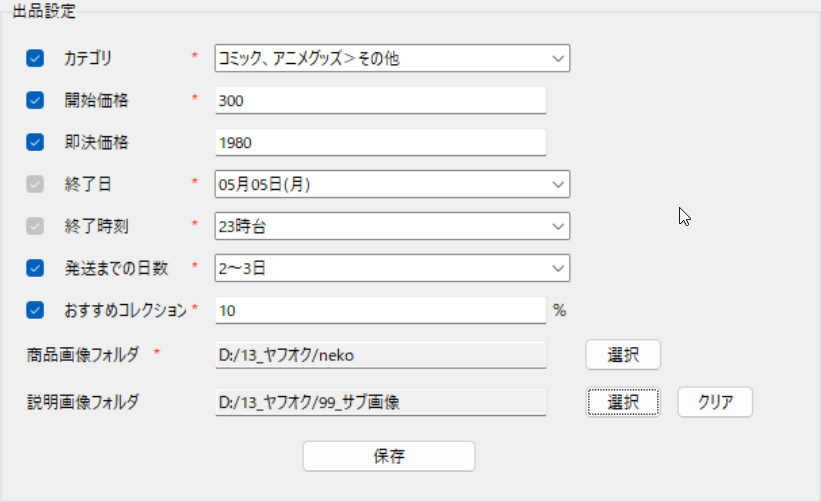 出品設定
カテゴリ * コミック、アニメグッズ＞その他
開始価格 * 300
即決価格 1980
終了日 * 05月05日(月)
終了時刻 * 23時台
発送までの日数 * 2～3日
おすすめコレクション * 10 %
商品画像フォルダ * D:/13_ヤフオク/neko 選択
説明画像フォルダ D:/13_ヤフオク/99_サブ画像 選択 クリア
保存